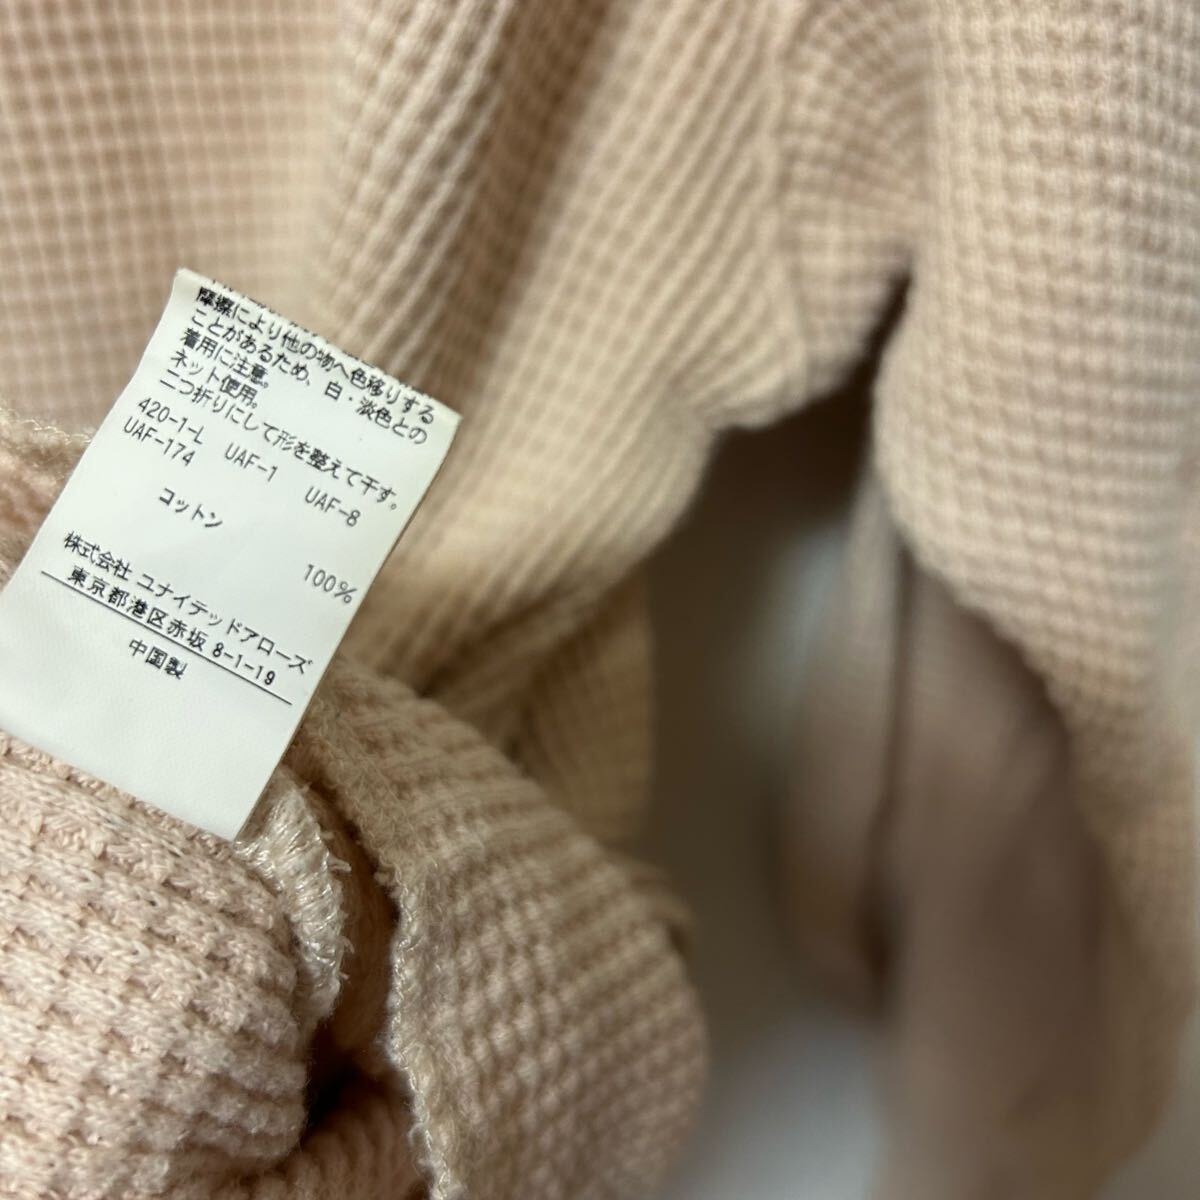 摩擦により他の物へ色移りする
ことがあるため、白・淡色との
着用に注意。
ネット使用。
二つ折りにして形を整えて干す。
420-1-L UAF-1 UAF-8
UAF-174
コットン 100%
株式会社 ユナイテッドアローズ
東京都港区赤坂 8-1-19
中国製